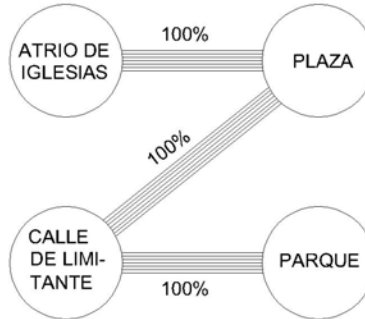 ATRIO DE
IGLESIAS
100%
PLAZA
100%
CALLE
DE LIMI-
TANTE
100%
PARQUE